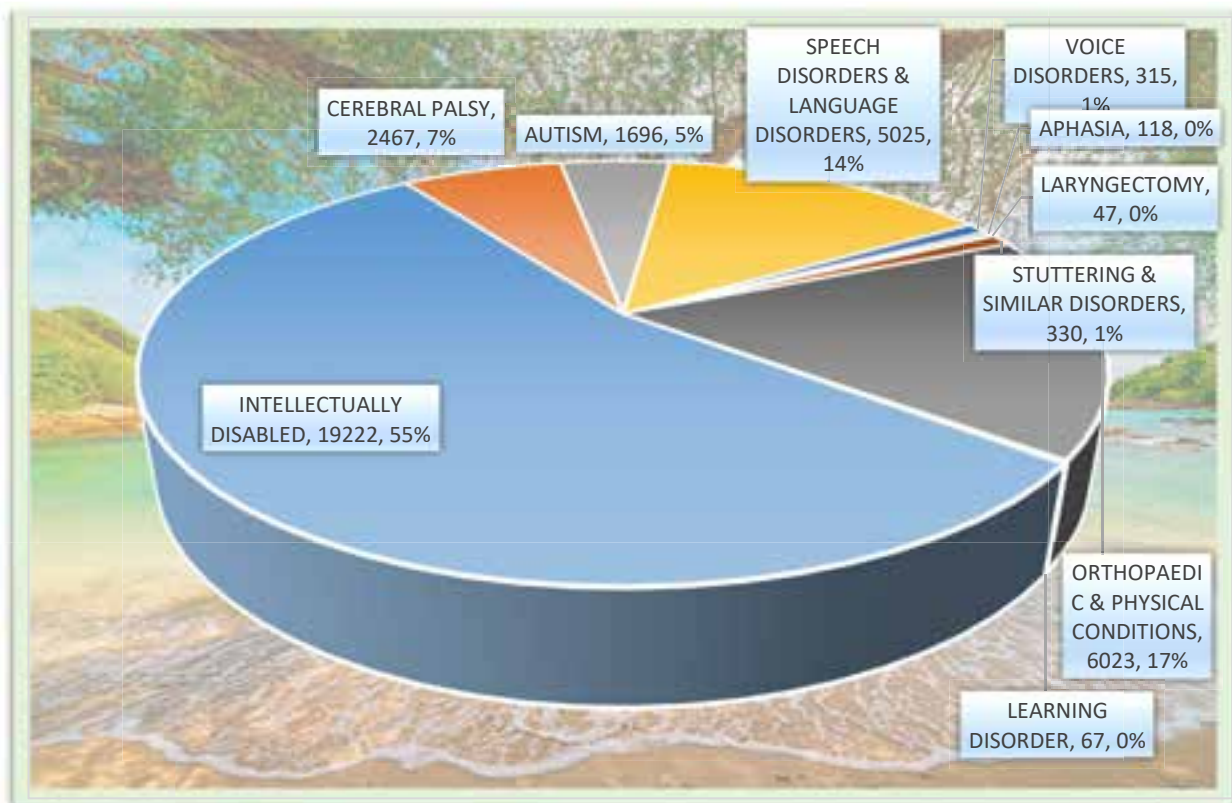 CEREBRAL PALSY,
2467, 7%
AUTISM, 1696, 5%
SPEECH
DISORDERS &
LANGUAGE
DISORDERS, 5025,
14%
VOICE
DISORDERS, 315,
1%
APHASIA, 118, 0%
LARYNGECTOMY,
47, 0%
STUTTERING &
SIMILAR DISORDERS,
330, 1%
INTELLECTUALLY
DISABLED, 19222, 55%
ORTHOPAEDI
C & PHYSICAL
CONDITIONS,
6023, 17%
LEARNING
DISORDER, 67, 0%